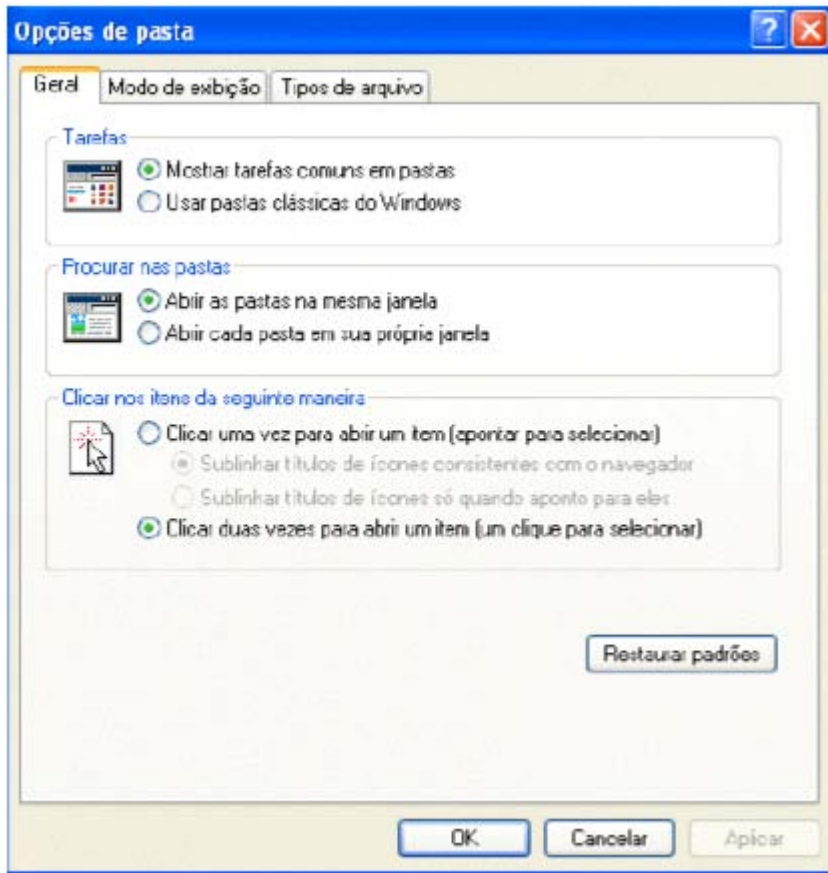 Opções de pasta
Geral
Modo de exibição
Tipos de arquivo
Tarefas
Mostrar tarefas comuns em pastas
Usar pastas clássicas do Windows
Procurar nas pastas
Abrir as pastas na mesma janela
Abrir cada pasta em sua própria janela
Clicar nos itens da seguinte maneira
Clicar uma vez para abrir um item (apontar para selecionar)
Sublinhar títulos de ícones consistentes com o navegador
Sublinhar títulos de ícones só quando aponto para eles
Clicar duas vezes para abrir um item (um clique para selecionar)
Restaurar padrões
OK
Cancelar
Aplicar